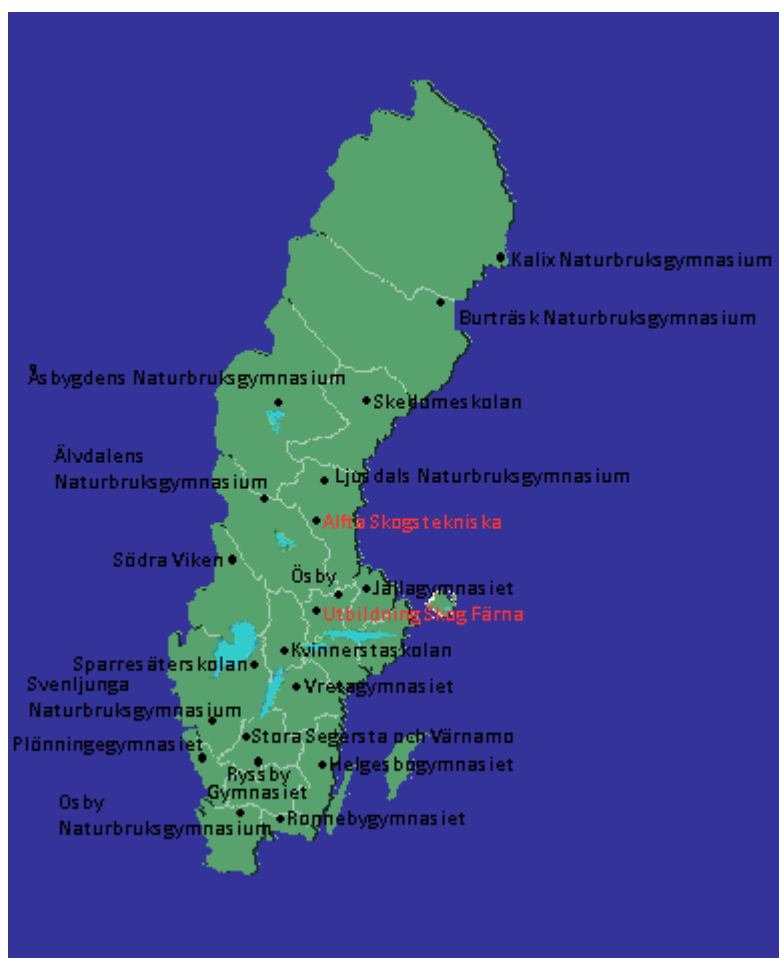 Kalix Naturbruksgymnasium
Burträsk Naturbruksgymnasium
Åsbygdens Naturbruksgymnasium
Skedomeskolan
Älvdalens
Naturbruksgymnasium
Ljusdals Naturbruksgymnasium
Alfta Skogstekniska
Södra Viken
Ösby
Jällagymnasiet
Utbildning Skog Färna
Kvinnerstaskolan
Sparresäterskolan
Svenljunga
Naturbruksgymnasium
Vretagymnasiet
Plönningegymnasiet
Stora Segersta och Värnamo
Ryssby
Gymnasiet
Helgesbogymnasiet
Osby
Naturbruksgymnasium
Ronnebygymnasiet